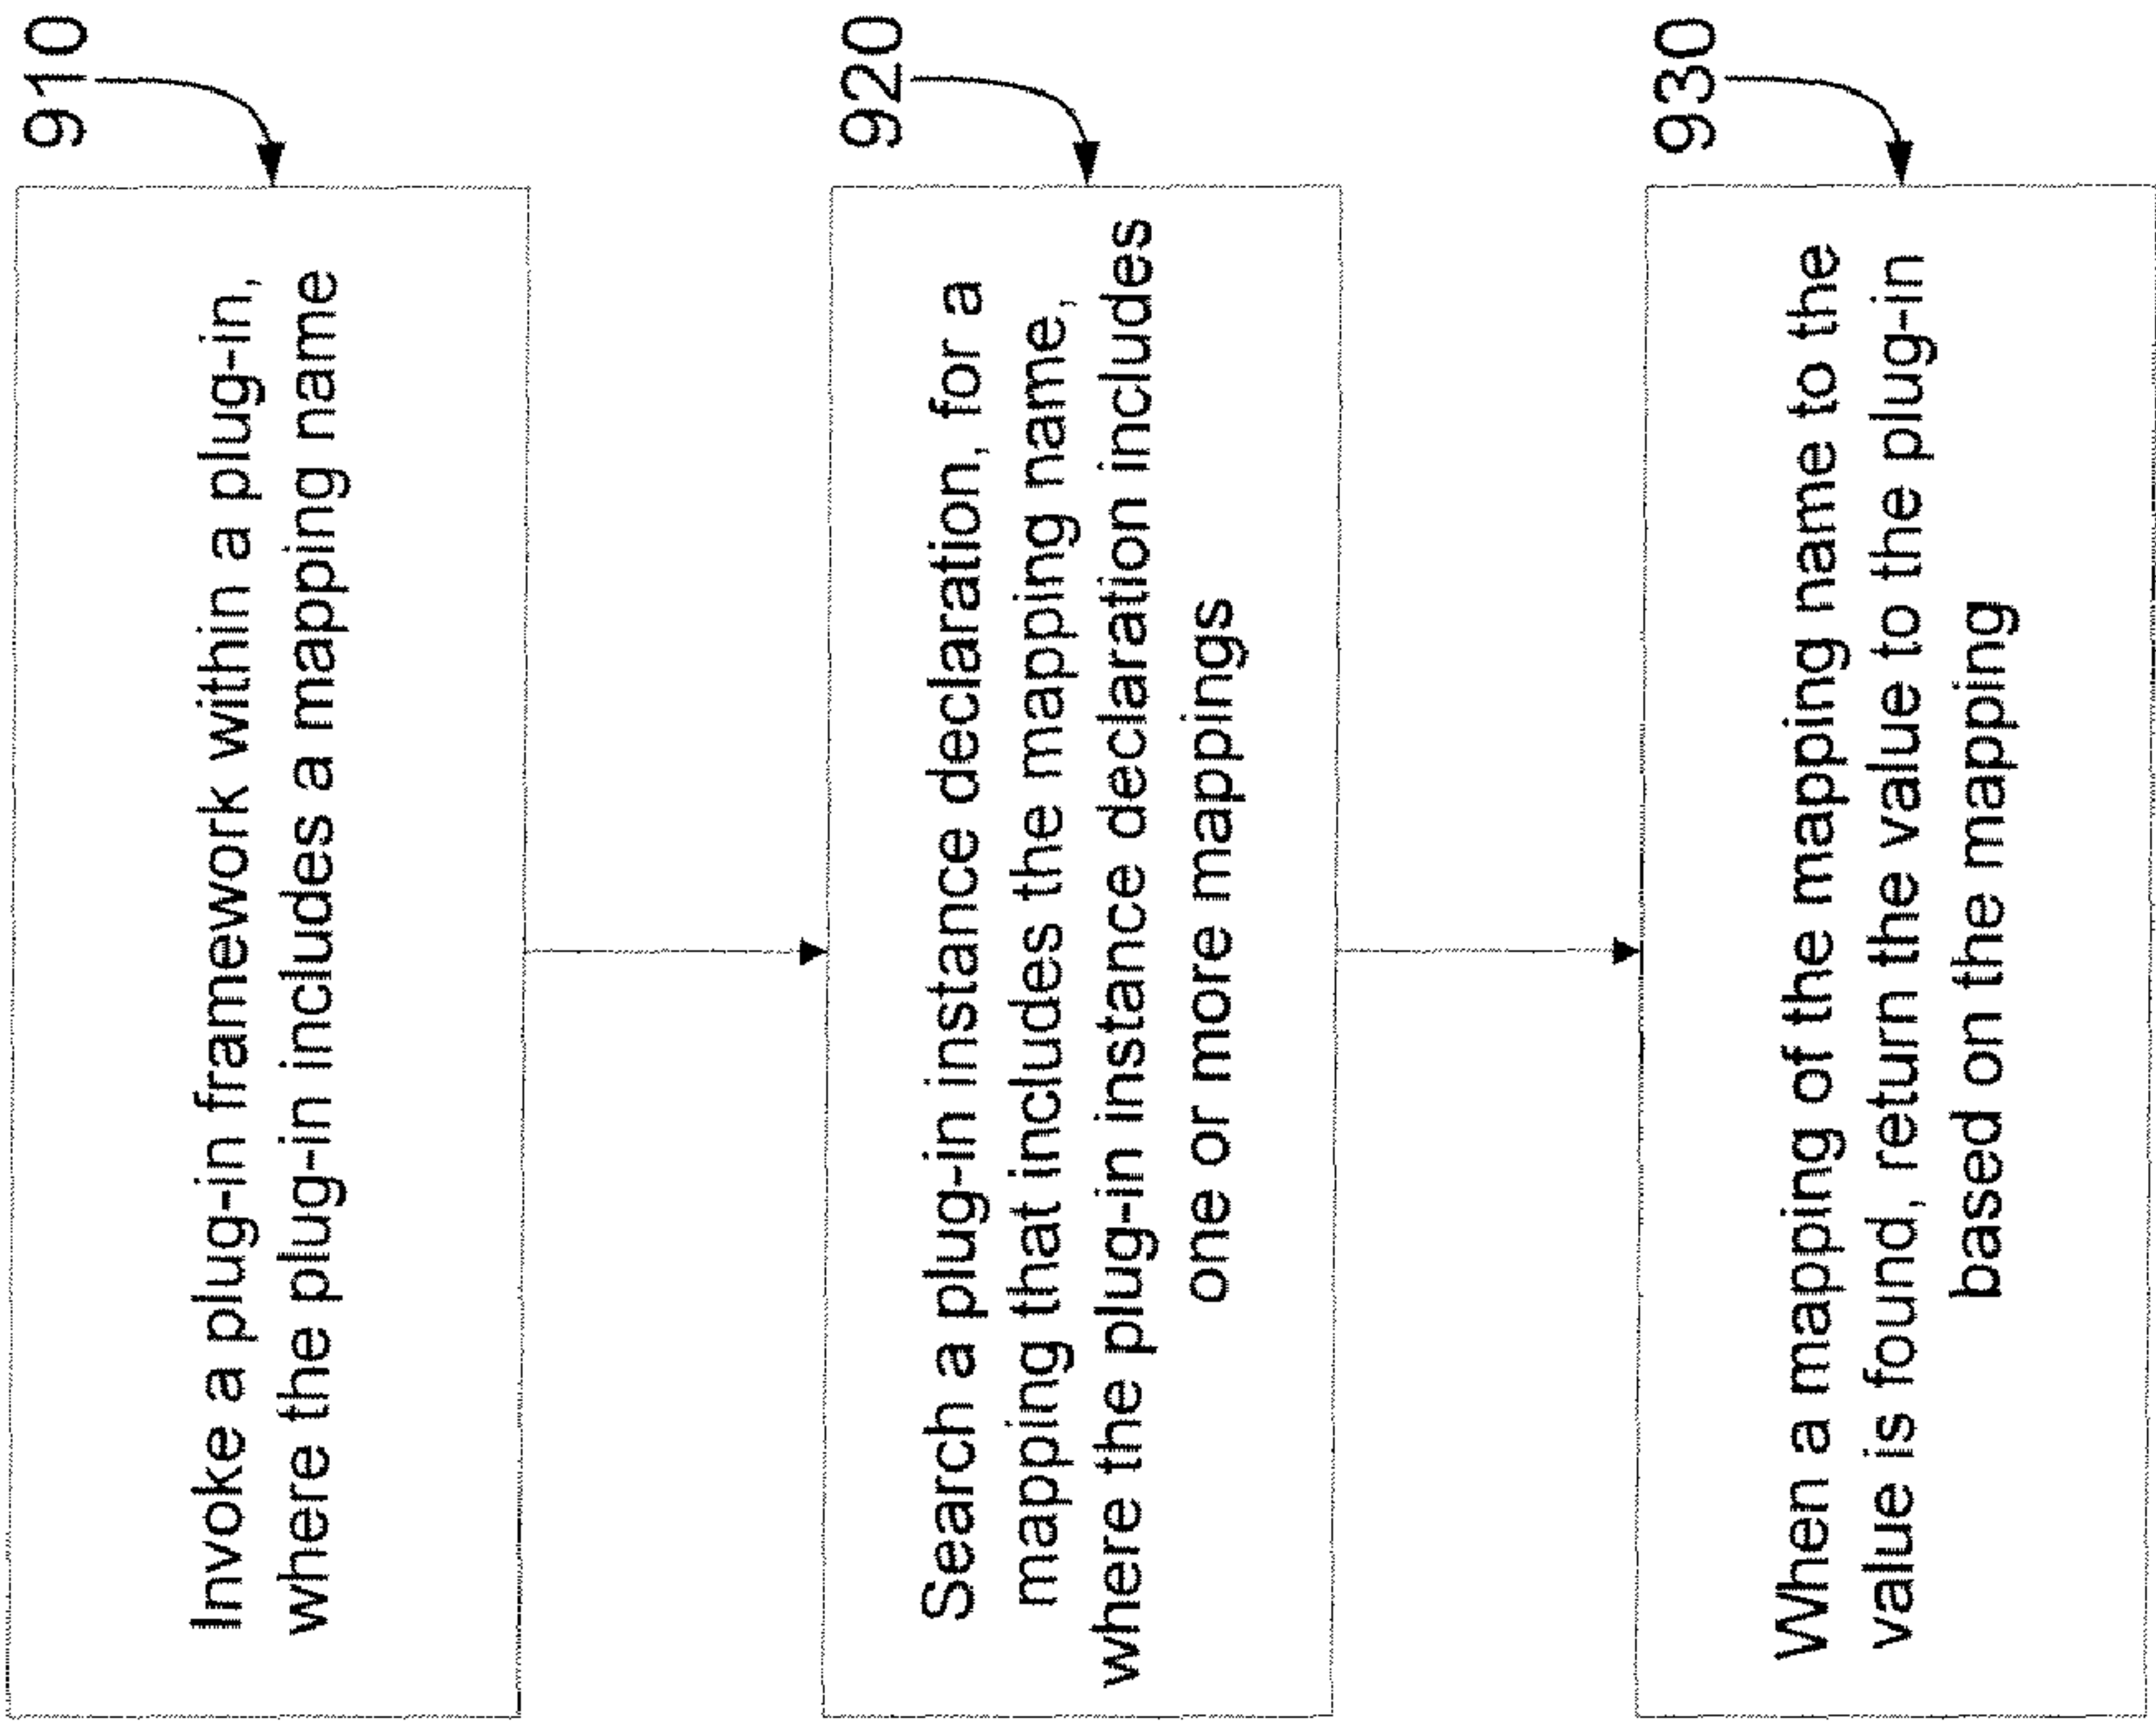 910
Invoke a plug-in framework within a plug-in,
where the plug-in includes a mapping name
920
Search a plug-in instance declaration, for a
mapping that includes the mapping name,
where the plug-in instance declaration includes
one or more mappings
930
When a mapping of the mapping name to the
value is found, return the value to the plug-in
based on the mapping